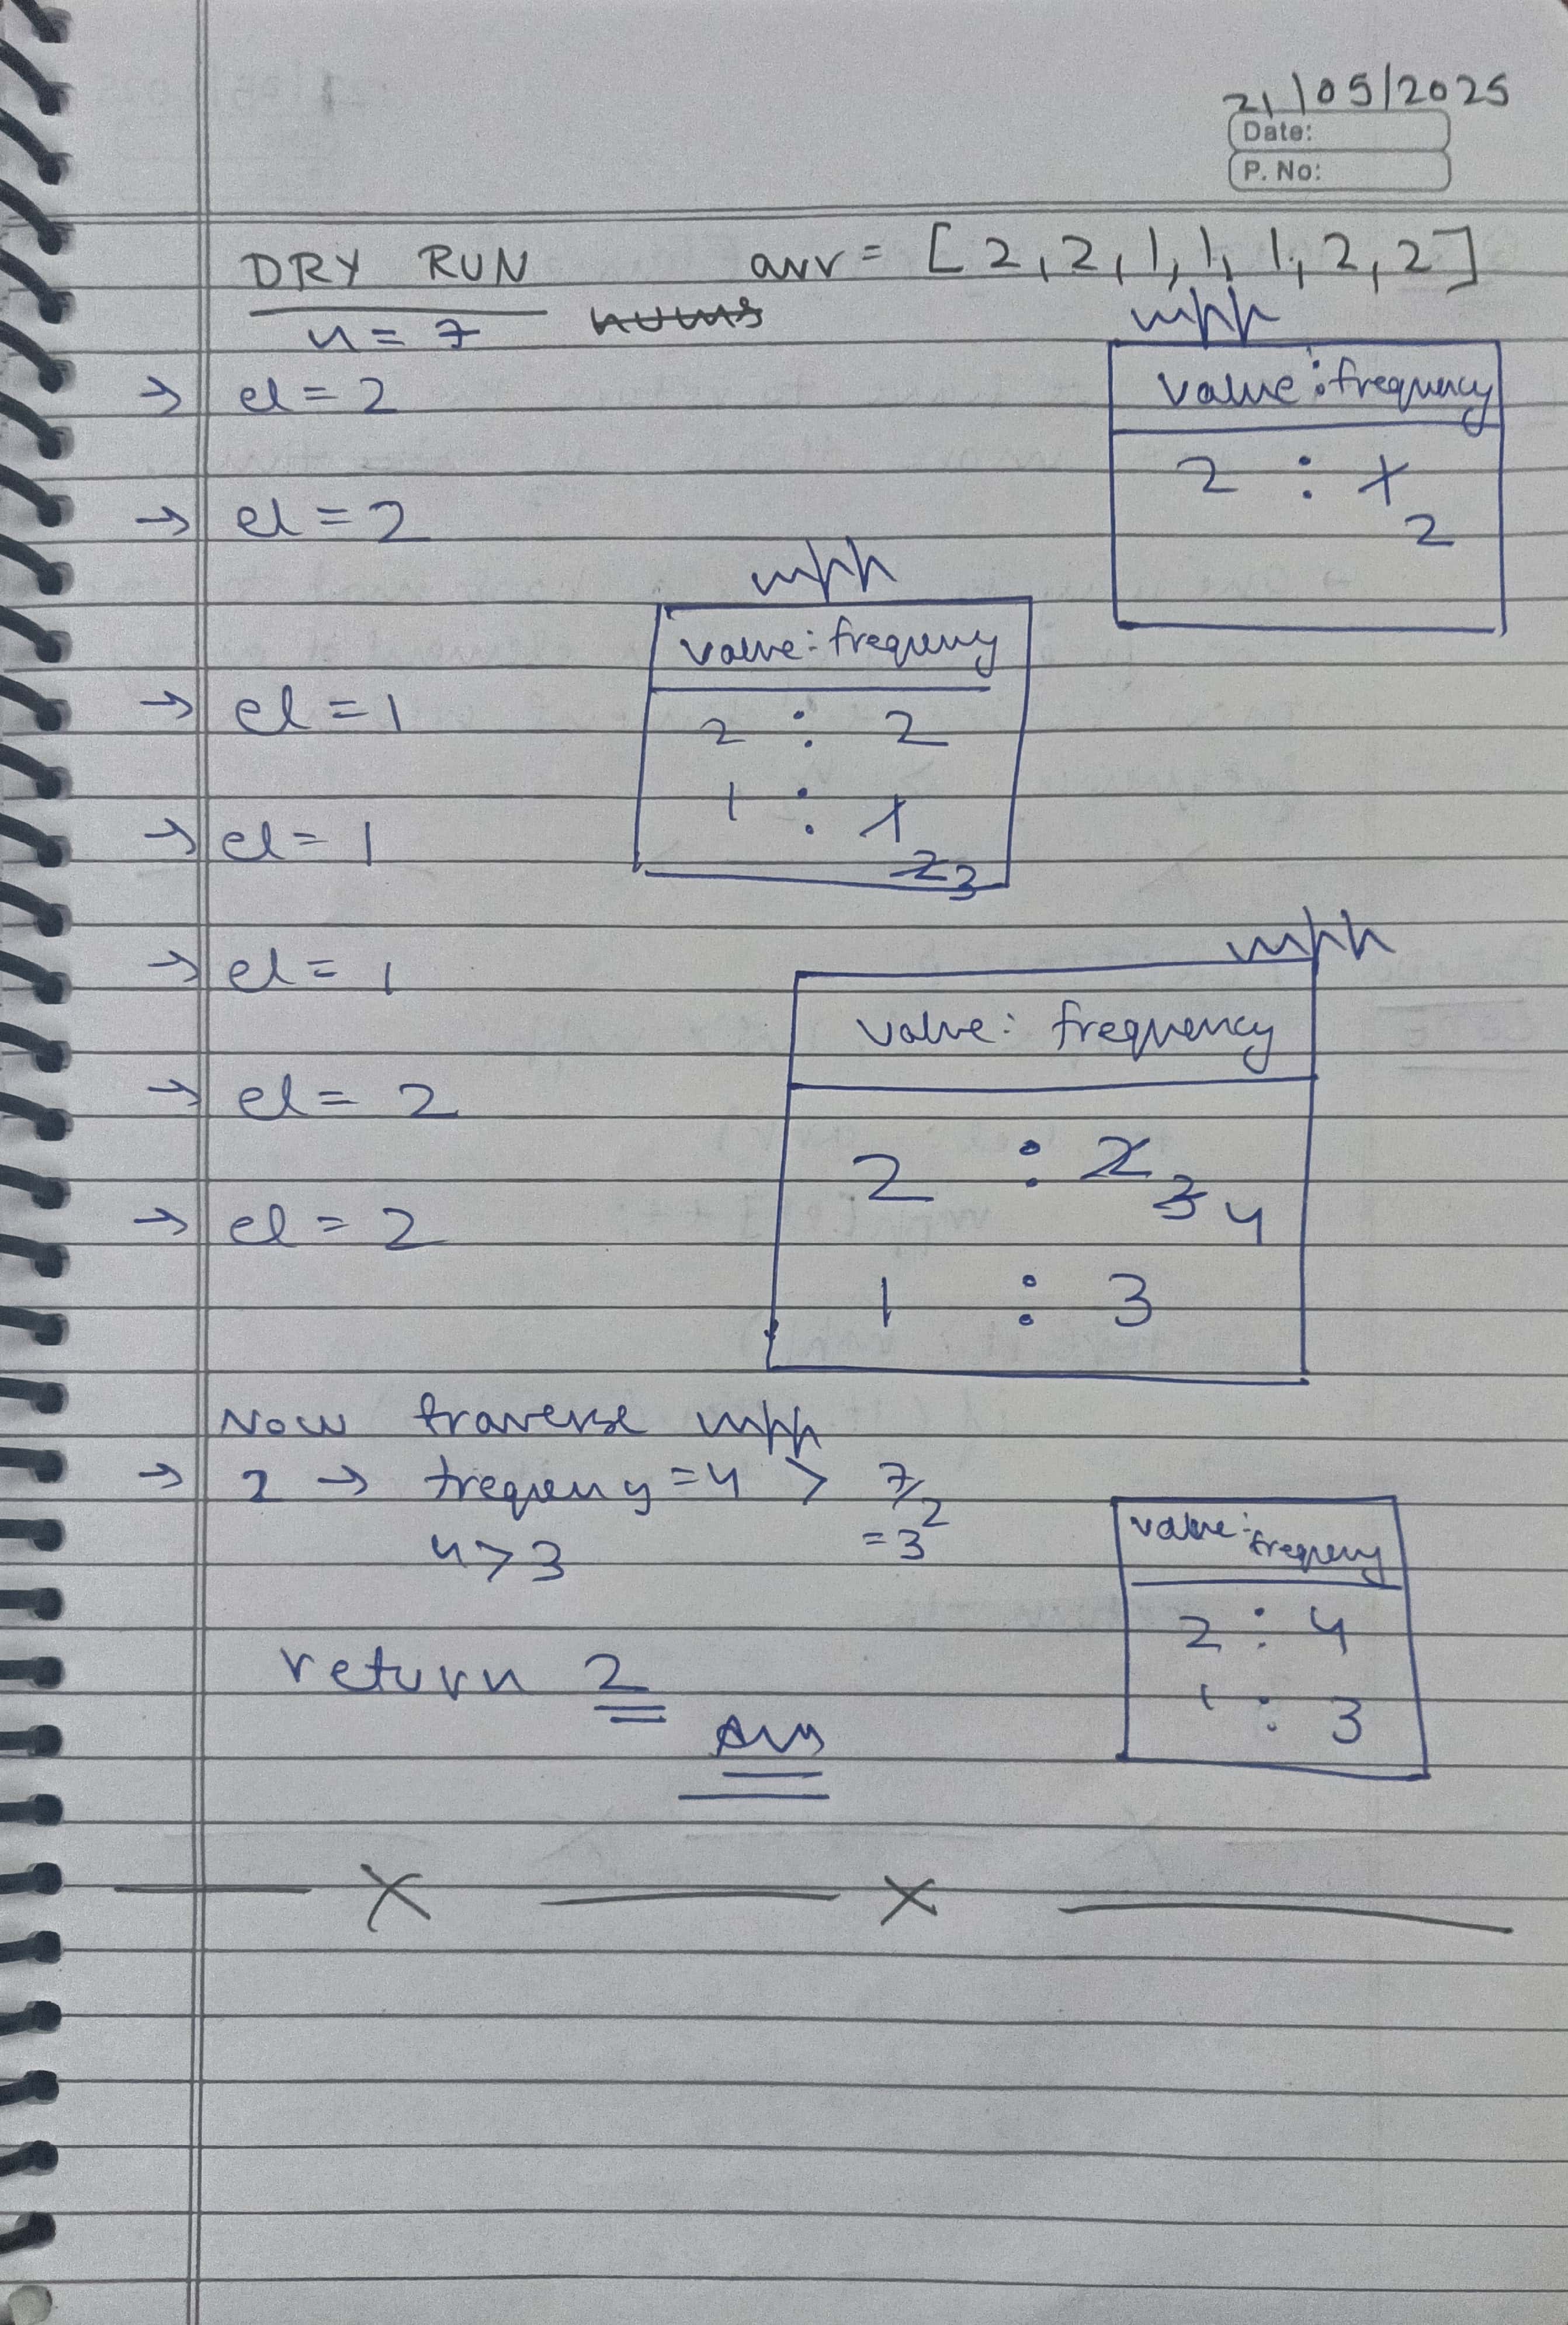 21/05/2025
Date:
P. No:
DRY RUN arr = [2,2,1,1,1,2,2]
n = 7 nums
mpp
value : frequency
2 : 1 2
→ el = 2
→ el = 2
mpp
value : frequency
2 : 2
1 : 1 2 3
→ el = 1
→ el = 1
→ el = 1
mpp
value : frequency
2 : 2 3 4
1 : 3
→ el = 2
→ el = 2
Now traverse mpp
→ 2 → frequeny = 4 > 7/2
4 > 3 = 3
value : frequeny
2 : 4
1 : 3
return 2
Ans